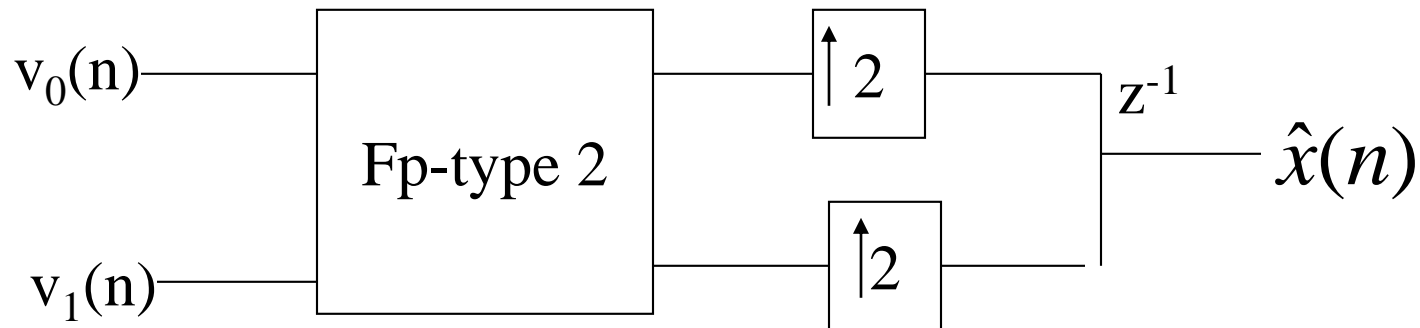 v₀(n)
↑ 2
z⁻¹
Fp-type 2
x̂(n)
v₁(n)
↑2